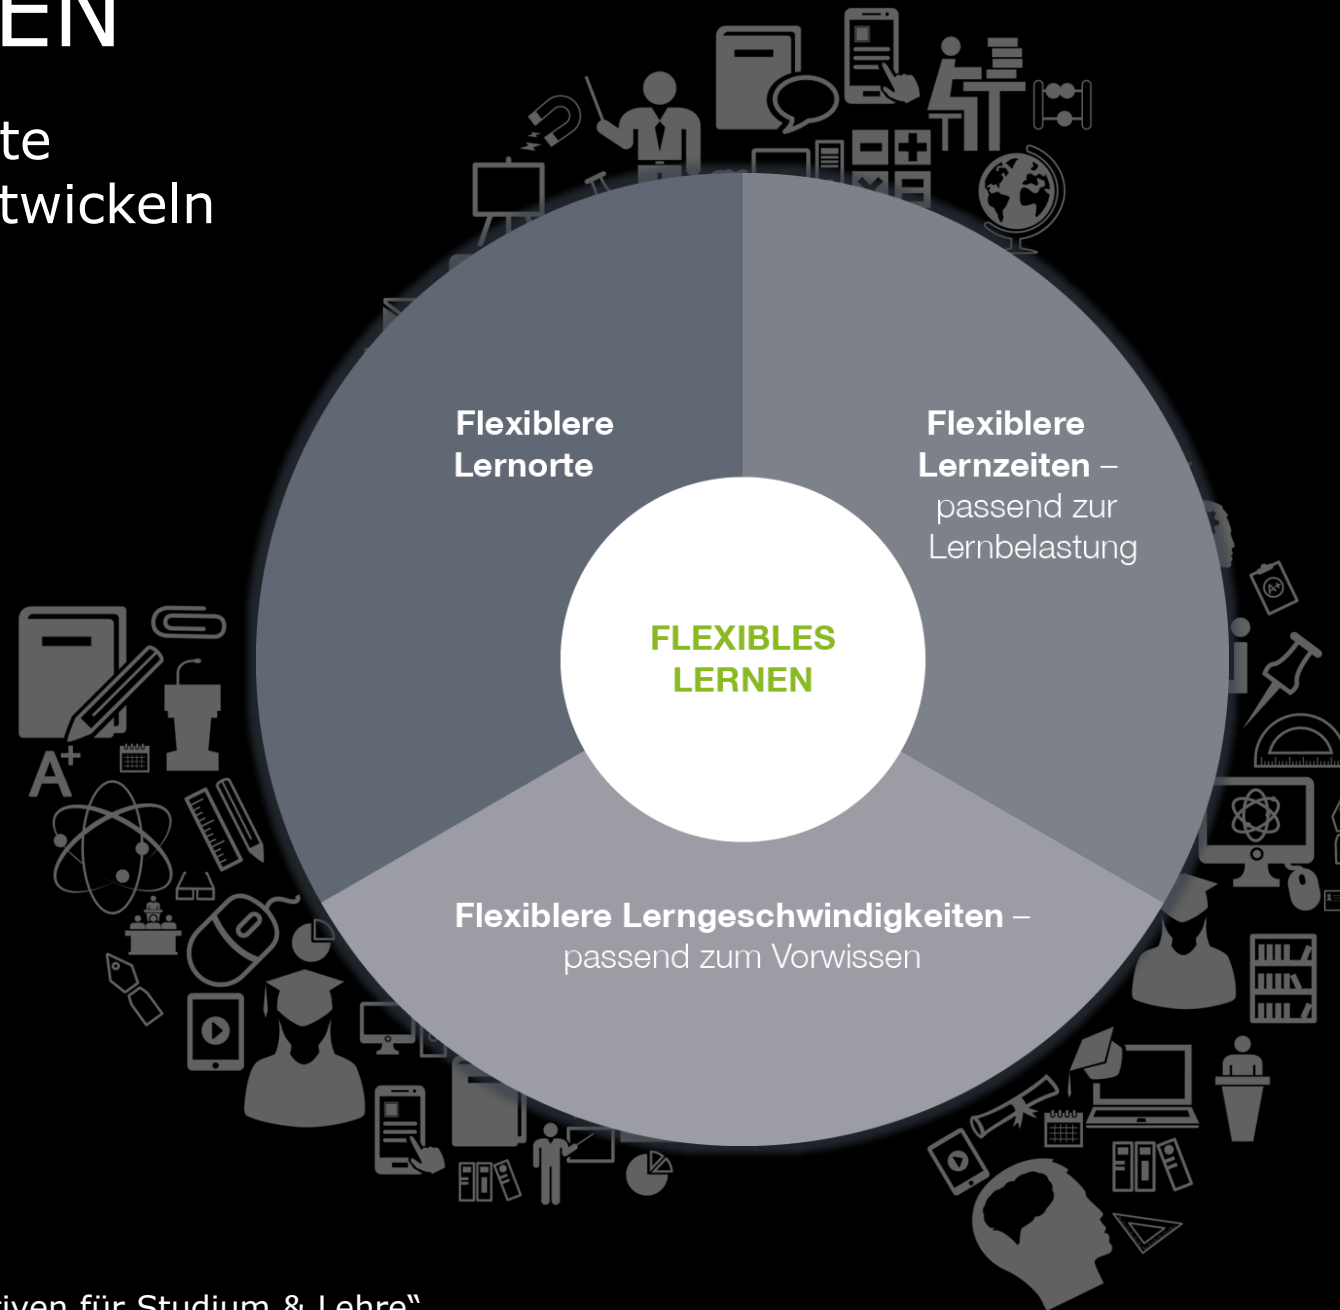 EN
te
twickeln
Flexiblere
Lernorte
Flexiblere
Lernzeiten –
passend zur
Lernbelastung
FLEXIBLES
LERNEN
Flexiblere Lerngeschwindigkeiten –
passend zum Vorwissen
A+
A+
tiven für Studium & Lehre“